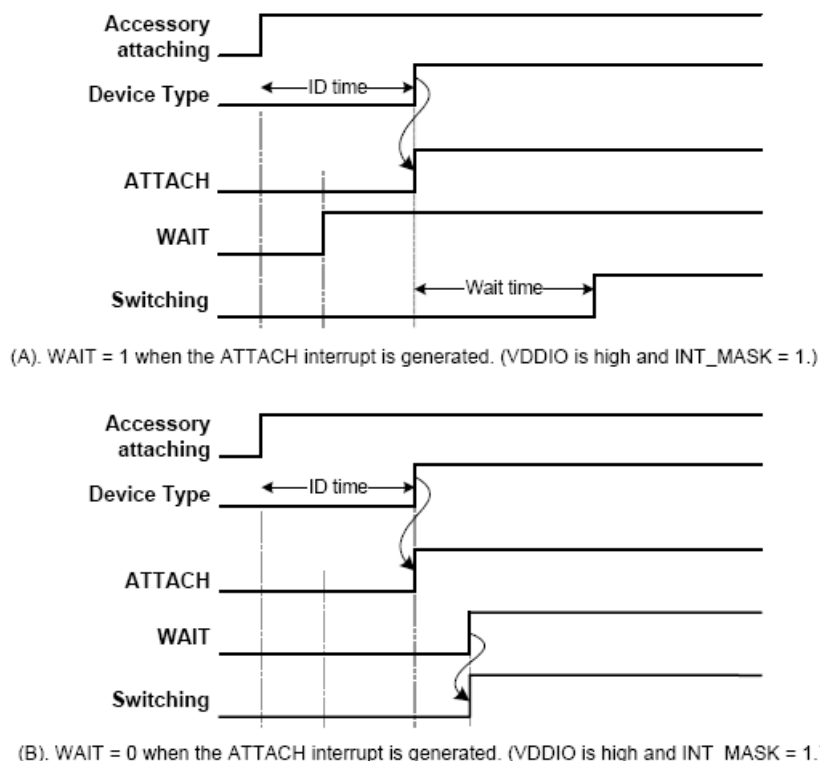 Accessory
attaching
Device Type
ID time
ATTACH
WAIT
Switching
Wait time
(A). WAIT = 1 when the ATTACH interrupt is generated. (VDDIO is high and INT_MASK = 1.)
Accessory
attaching
Device Type
ID time
ATTACH
WAIT
Switching
(B). WAIT = 0 when the ATTACH interrupt is generated. (VDDIO is high and INT_MASK = 1.